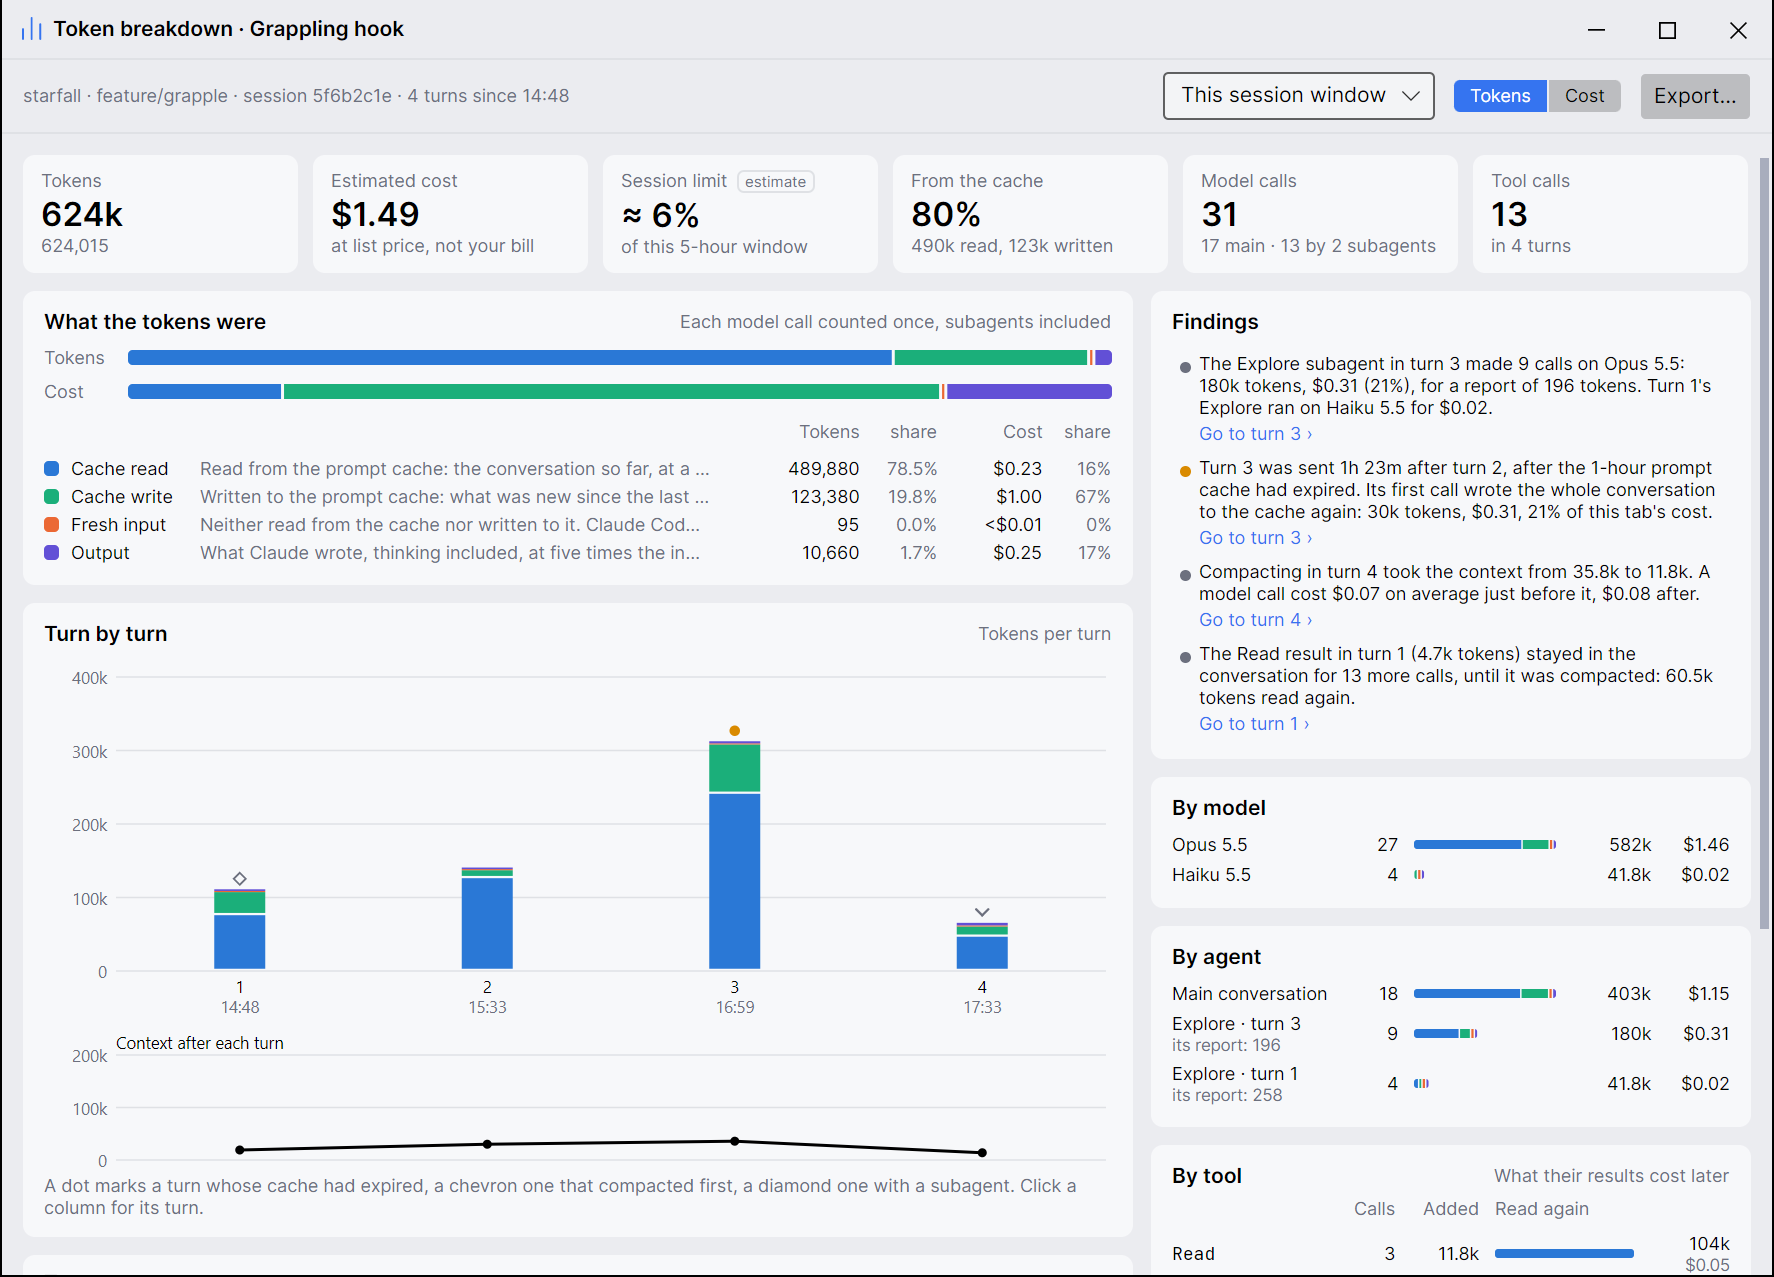 Token breakdown · Grappling hook
starfall · feature/grapple · session 5f6b2c1e · 4 turns since 14:48
This session window
Tokens
Cost
Export...
Tokens
624k
624,015
Estimated cost
$1.49
at list price, not your bill
Session limit estimate
≈ 6%
of this 5-hour window
From the cache
80%
490k read, 123k written
Model calls
31
17 main · 13 by 2 subagents
Tool calls
13
in 4 turns
What the tokens were
Each model call counted once, subagents included
Tokens
Cost
Tokens share Cost share
Cache read Read from the prompt cache: the conversation so far, at a ... 489,880 78.5% $0.23 16%
Cache write Written to the prompt cache: what was new since the last ... 123,380 19.8% $1.00 67%
Fresh input Neither read from the cache nor written to it. Claude Cod... 95 0.0% <$0.01 0%
Output What Claude wrote, thinking included, at five times the in... 10,660 1.7% $0.25 17%
Turn by turn
Tokens per turn
400k
300k
200k
100k
0
1 2 3 4
14:48 15:33 16:59 17:33
Context after each turn
200k
100k
0
A dot marks a turn whose cache had expired, a chevron one that compacted first, a diamond one with a subagent. Click a
column for its turn.
Findings
The Explore subagent in turn 3 made 9 calls on Opus 5.5:
180k tokens, $0.31 (21%), for a report of 196 tokens. Turn 1's
Explore ran on Haiku 5.5 for $0.02.
Go to turn 3 ›
Turn 3 was sent 1h 23m after turn 2, after the 1-hour prompt
cache had expired. Its first call wrote the whole conversation
to the cache again: 30k tokens, $0.31, 21% of this tab's cost.
Go to turn 3 ›
Compacting in turn 4 took the context from 35.8k to 11.8k. A
model call cost $0.07 on average just before it, $0.08 after.
Go to turn 4 ›
The Read result in turn 1 (4.7k tokens) stayed in the
conversation for 13 more calls, until it was compacted: 60.5k
tokens read again.
Go to turn 1 ›
By model
Opus 5.5 27 582k $1.46
Haiku 5.5 4 41.8k $0.02
By agent
Main conversation 18 403k $1.15
Explore · turn 3 9 180k $0.31
its report: 196
Explore · turn 1 4 41.8k $0.02
its report: 258
By tool
What their results cost later
Calls Added Read again
Read 3 11.8k 104k
$0.05